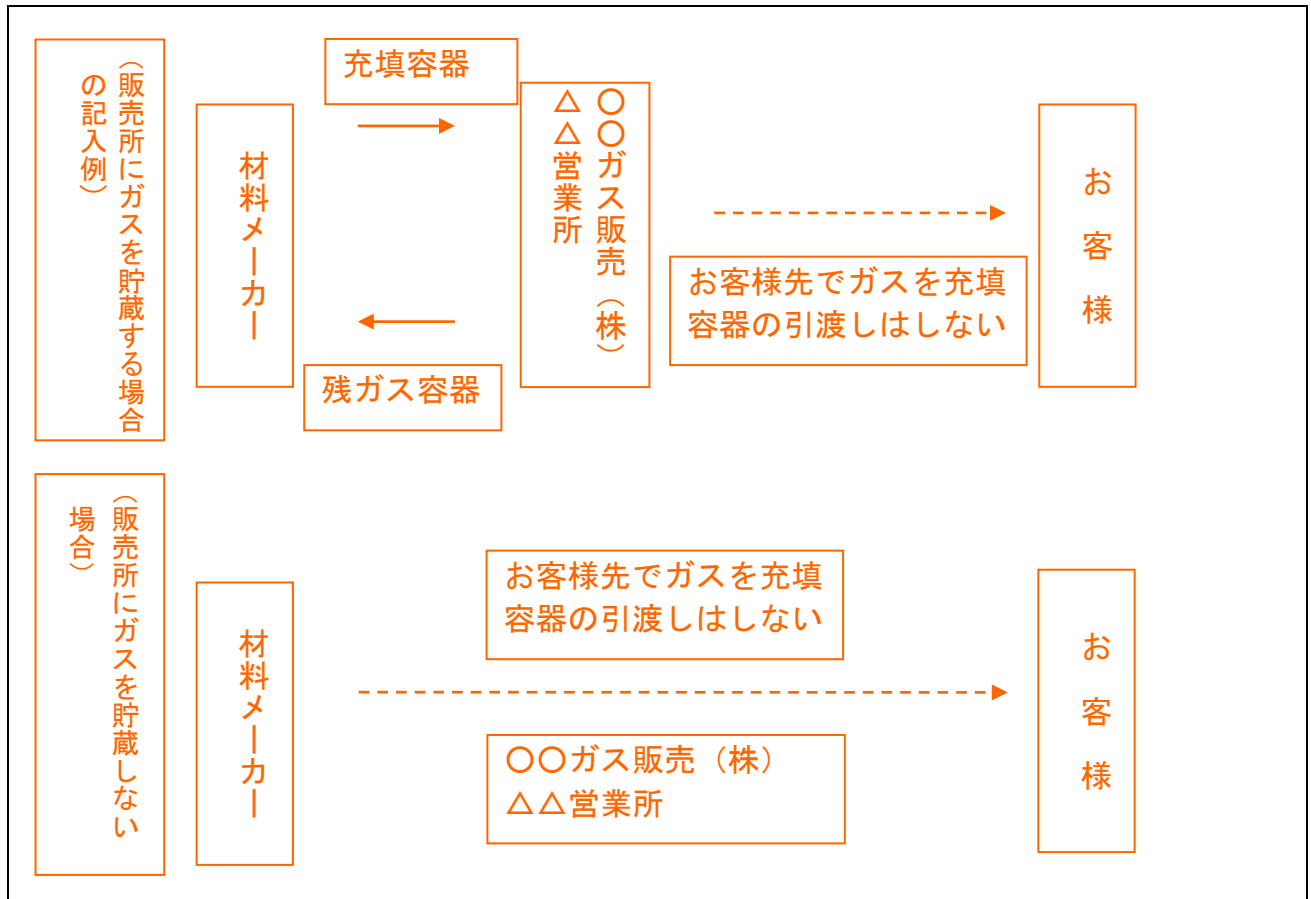 （販売所にガスを貯蔵する場合
の記入例）
材料メーカー
充填容器
残ガス容器
〇〇ガス販売（株）
△△営業所
お客様先でガスを充填
容器の引渡しはしない
お客様
（販売所にガスを貯蔵しない
場合）
材料メーカー
お客様先でガスを充填
容器の引渡しはしない
〇〇ガス販売（株）
△△営業所
お客様